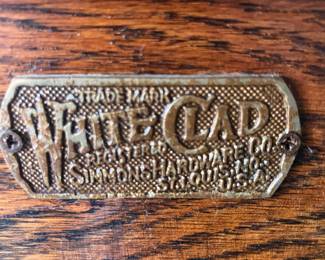 TRADE MARK
WHITE CLAD
REGISTERED
SIMMONS HARDWARE CO.
ST. LOUIS, MO.
U.S.A.